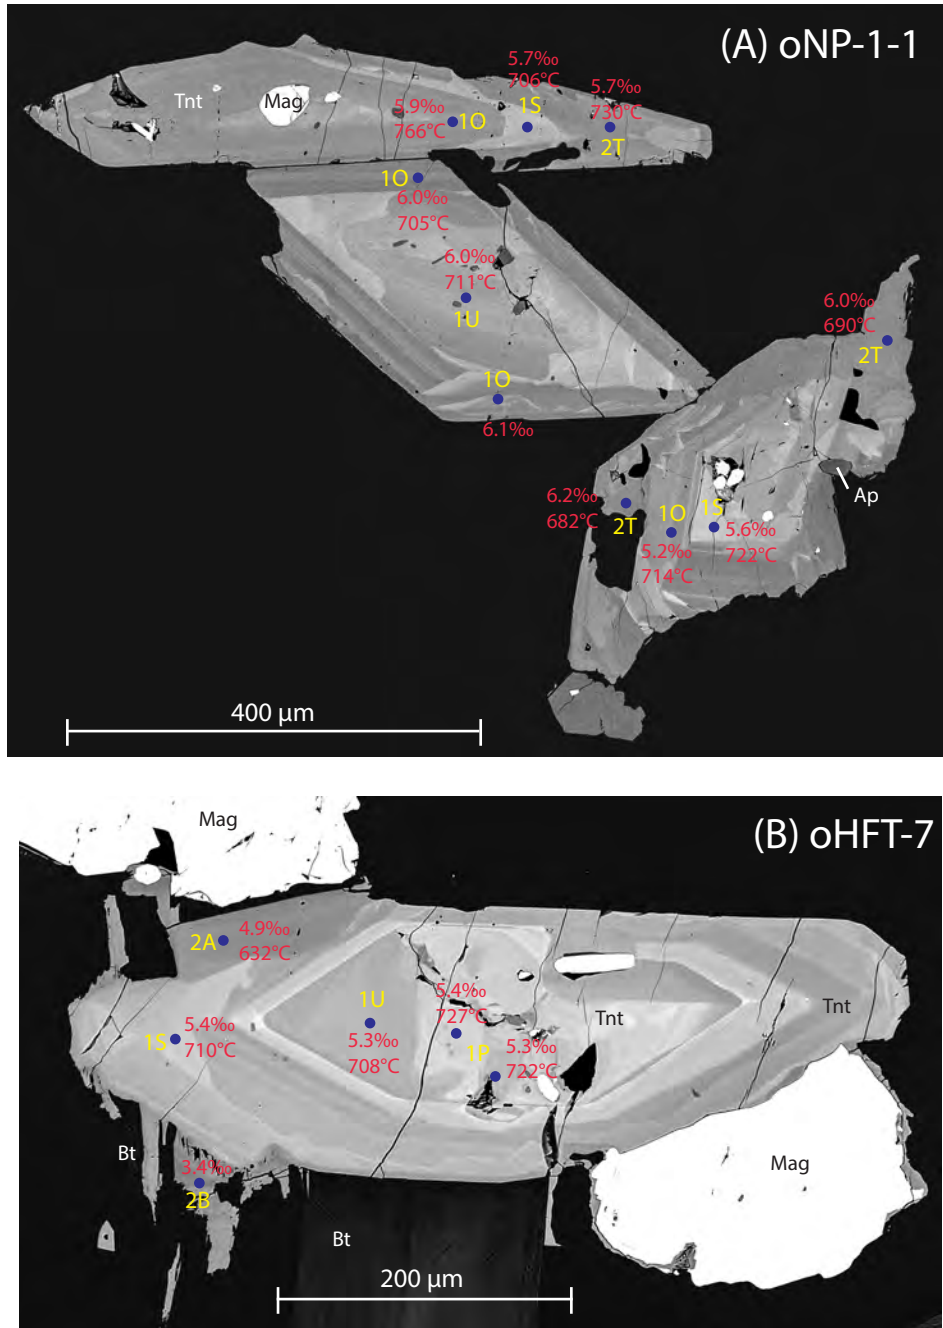 (A) oNP-1-1
5.7‰
706°C
5.7‰
730°C
Tnt
Mag
5.9‰
766°C
1O
1S
2T
1O
6.0‰
705°C
6.0‰
711°C
1U
6.0‰
690°C
2T
1O
6.1‰
Ap
6.2‰
682°C
2T
1O
1S
5.2‰
714°C
5.6‰
722°C
400 µm
(B) oHFT-7
Mag
4.9‰
632°C
2A
1U
5.3‰
708°C
5.4‰
727°C
1P
5.3‰
722°C
Tnt
Tnt
5.4‰
710°C
1S
Bt
3.4‰
2B
Mag
Bt
200 µm